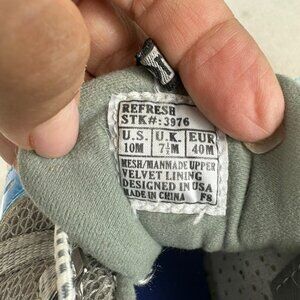 REFRESH
STK#:3976
U.S. U.K. EUR
10M 7½M 40M
MESH/MANMADE UPPER
VELVET LINING
DESIGNED IN USA
MADE IN CHINA F8